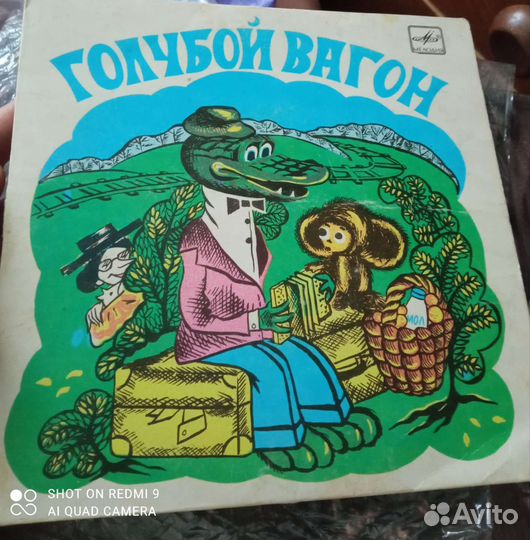 ГОЛУБОЙ ВАГОН
МЕЛОДИЯ
МОЛ
SHOT ON REDMI 9
AI QUAD CAMERA
Avito